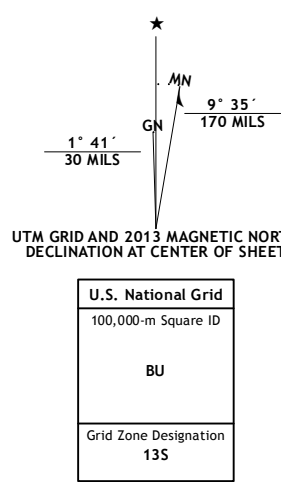 ★
MN
9° 35´
170 MILS
GN
1° 41´
30 MILS
UTM GRID AND 2013 MAGNETIC NOR
DECLINATION AT CENTER OF SHEET
U.S. National Grid
100,000-m Square ID
BU
Grid Zone Designation
13S